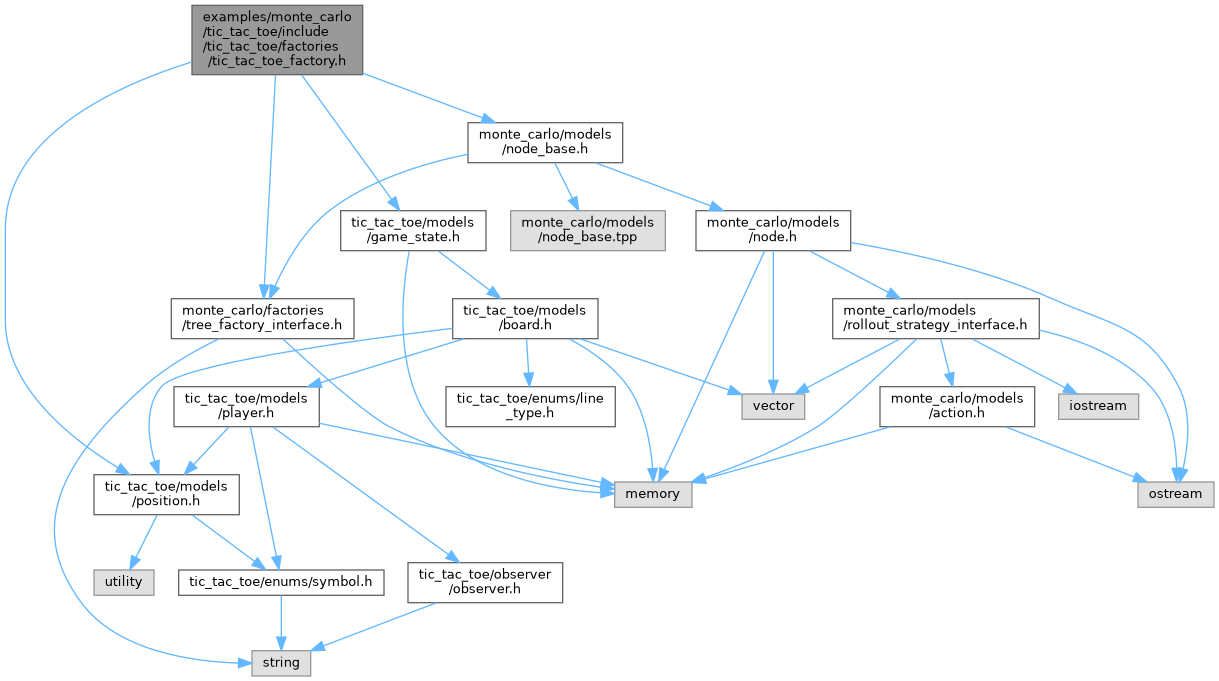 examples/monte_carlo
/tic_tac_toe/include
/tic_tac_toe/factories
/tic_tac_toe_factory.h
monte_carlo/models
/node_base.h
tic_tac_toe/models
/game_state.h
monte_carlo/models
/node_base.tpp
monte_carlo/models
/node.h
monte_carlo/factories
/tree_factory_interface.h
tic_tac_toe/models
/board.h
monte_carlo/models
/rollout_strategy_interface.h
tic_tac_toe/models
/player.h
tic_tac_toe/enums/line
_type.h
vector
monte_carlo/models
/action.h
iostream
tic_tac_toe/models
/position.h
memory
ostream
utility
tic_tac_toe/enums/symbol.h
tic_tac_toe/observer
/observer.h
string